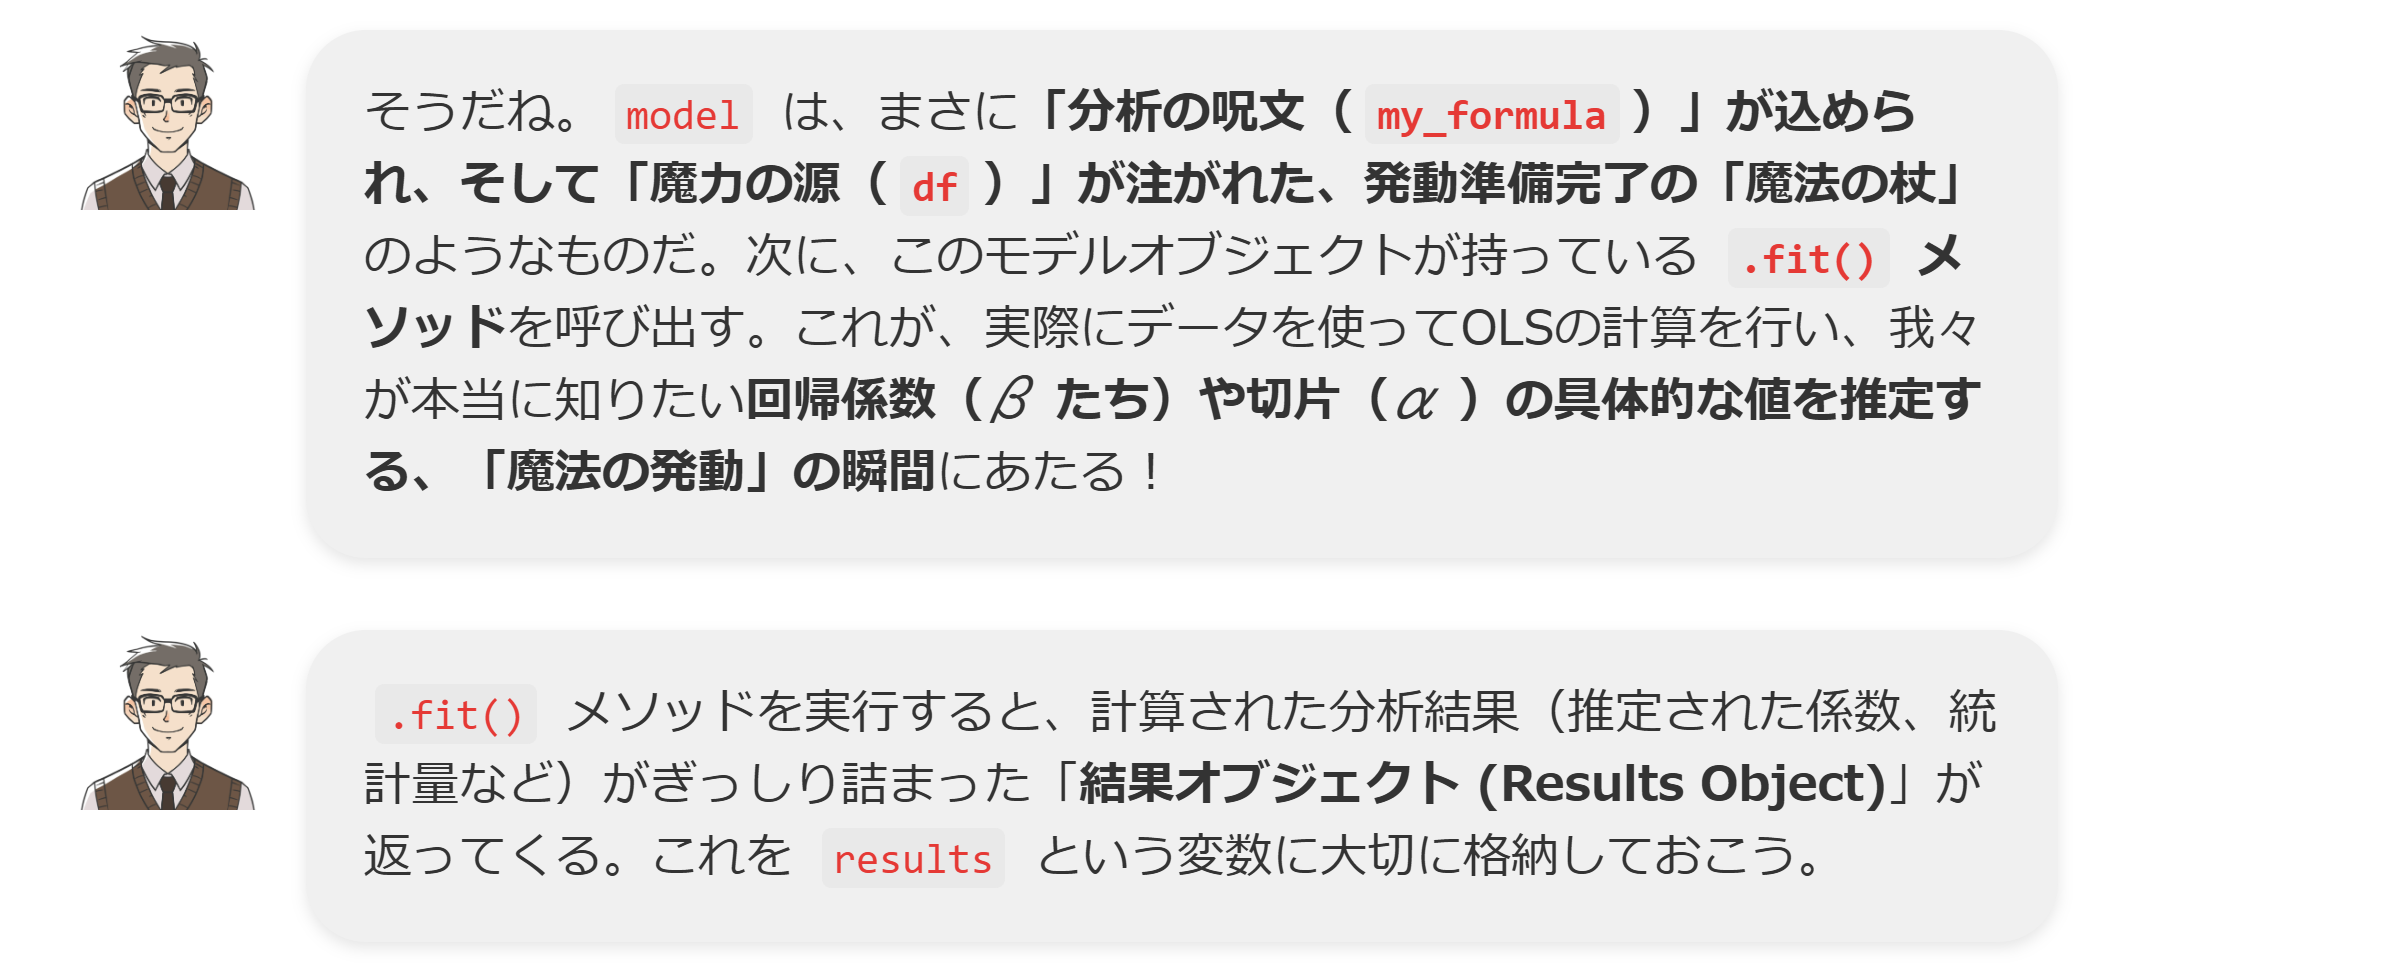 そうだね。 model は、まさに「分析の呪文（ my_formula ）」が込めら
れ、そして「魔力の源（ df ）」が注がれた、発動準備完了の「魔法の杖」
のようなものだ。次に、このモデルオブジェクトが持っている .fit() メ
ソッドを呼び出す。これが、実際にデータを使ってOLSの計算を行い、我々
が本当に知りたい回帰係数（β たち）や切片（α ）の具体的な値を推定す
る、「魔法の発動」の瞬間にあたる！
.fit() メソッドを実行すると、計算された分析結果（推定された係数、統
計量など）がぎっしり詰まった「結果オブジェクト (Results Object)」が
返ってくる。これを results という変数に大切に格納しておこう。